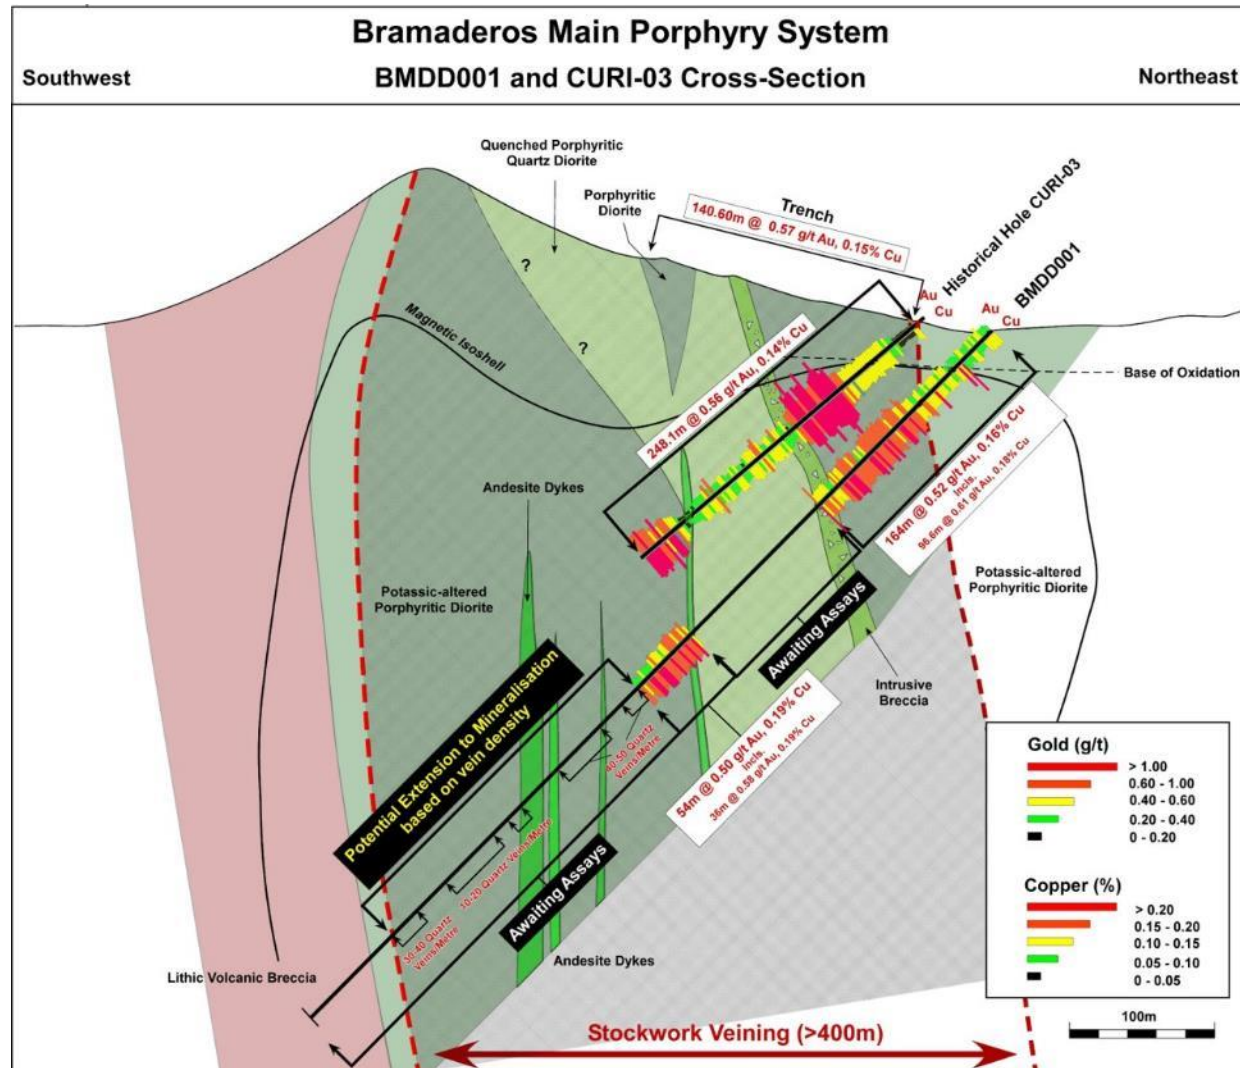 Bramaderos Main Porphyry System
Southwest
BMDD001 and CURI-03 Cross-Section
Northeast
Quenched Porphyritic
Quartz Diorite
Porphyritic
Diorite
Trench
140.60m @ 0.57 g/t Au, 0.15% Cu
Historical Hole CURI-03
BMDD001
Au
Cu
Au
Cu
?
?
Magnetic Isoshell
248.1m @ 0.56 g/t Au, 0.14% Cu
Base of Oxidation
164m @ 0.52 g/t Au, 0.16% Cu
incls.
96.6m @ 0.61 g/t Au, 0.18% Cu
Andesite Dykes
Potassic-altered
Porphyritic Diorite
Potassic-altered
Porphyritic Diorite
Awaiting Assays
Intrusive
Breccia
Potential Extension to Mineralisation
based on vein density
40-50 Quartz
Veins/Metre
54m @ 0.50 g/t Au, 0.19% Cu
incls.
36m @ 0.58 g/t Au, 0.19% Cu
10-20 Quartz Veins/Metre
30-40 Quartz
Veins/Metre
Awaiting Assays
Lithic Volcanic Breccia
Andesite Dykes
Gold (g/t)
> 1.00
0.60 - 1.00
0.40 - 0.60
0.20 - 0.40
0 - 0.20
Copper (%)
> 0.20
0.15 - 0.20
0.10 - 0.15
0.05 - 0.10
0 - 0.05
100m
Stockwork Veining (>400m)